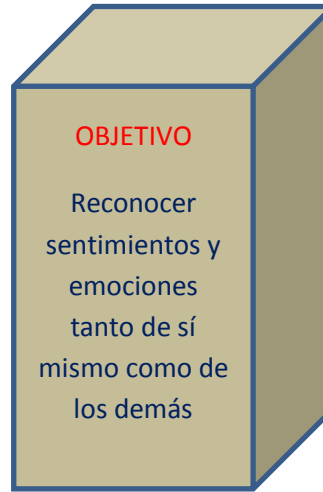 OBJETIVO
Reconocer
sentimientos y
emociones
tanto de sí
mismo como de
los demás